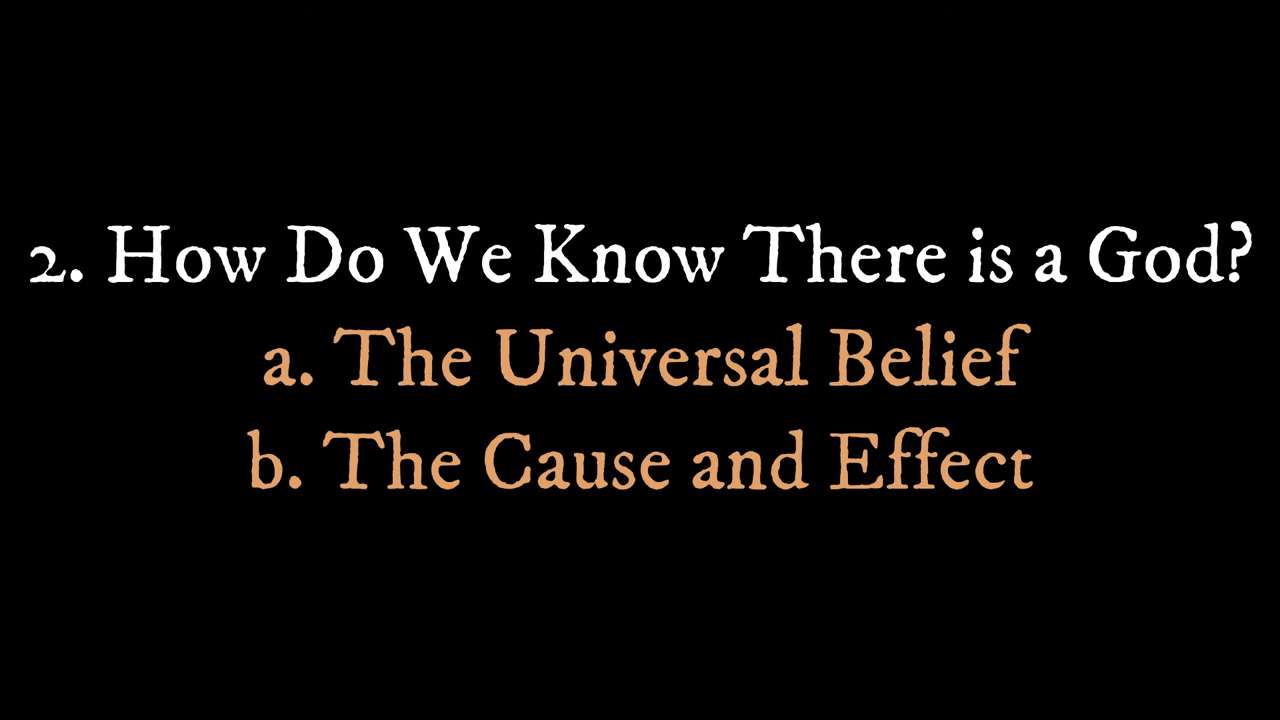 2. How Do We Know There is a God?
a. The Universal Belief
b. The Cause and Effect